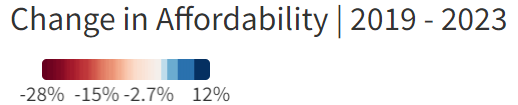 Change in Affordability | 2019 - 2023
-28% -15% -2.7% 12%